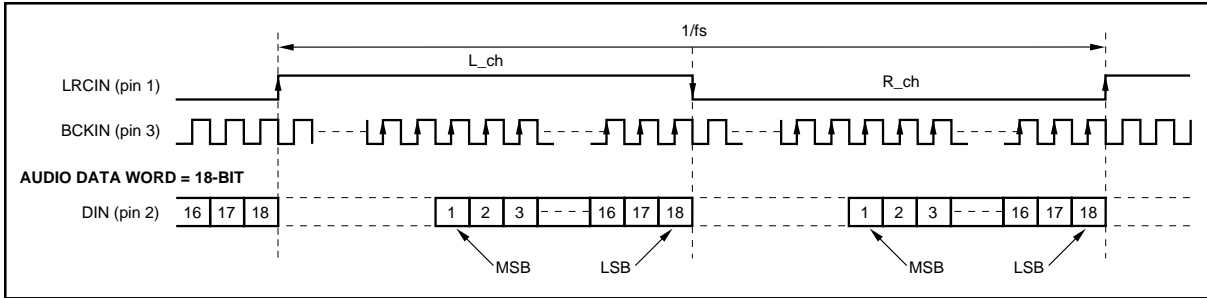 1/fs
L_ch
R_ch
LRCIN (pin 1)
BCKIN (pin 3)
AUDIO DATA WORD = 18-BIT
DIN (pin 2)
16 17 18 1 2 3 16 17 18 1 2 3 16 17 18
MSB LSB MSB LSB